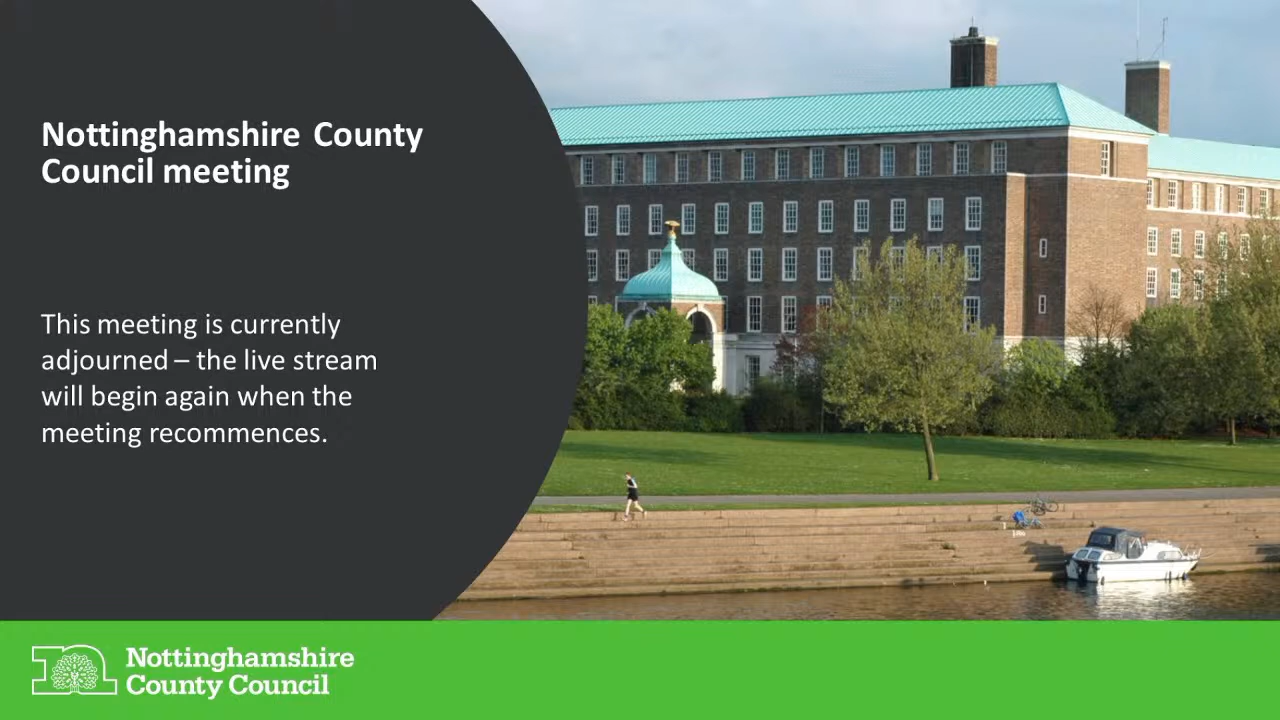 Nottinghamshire County
Council meeting
This meeting is currently
adjourned – the live stream
will begin again when the
meeting recommences.
Nottinghamshire
County Council